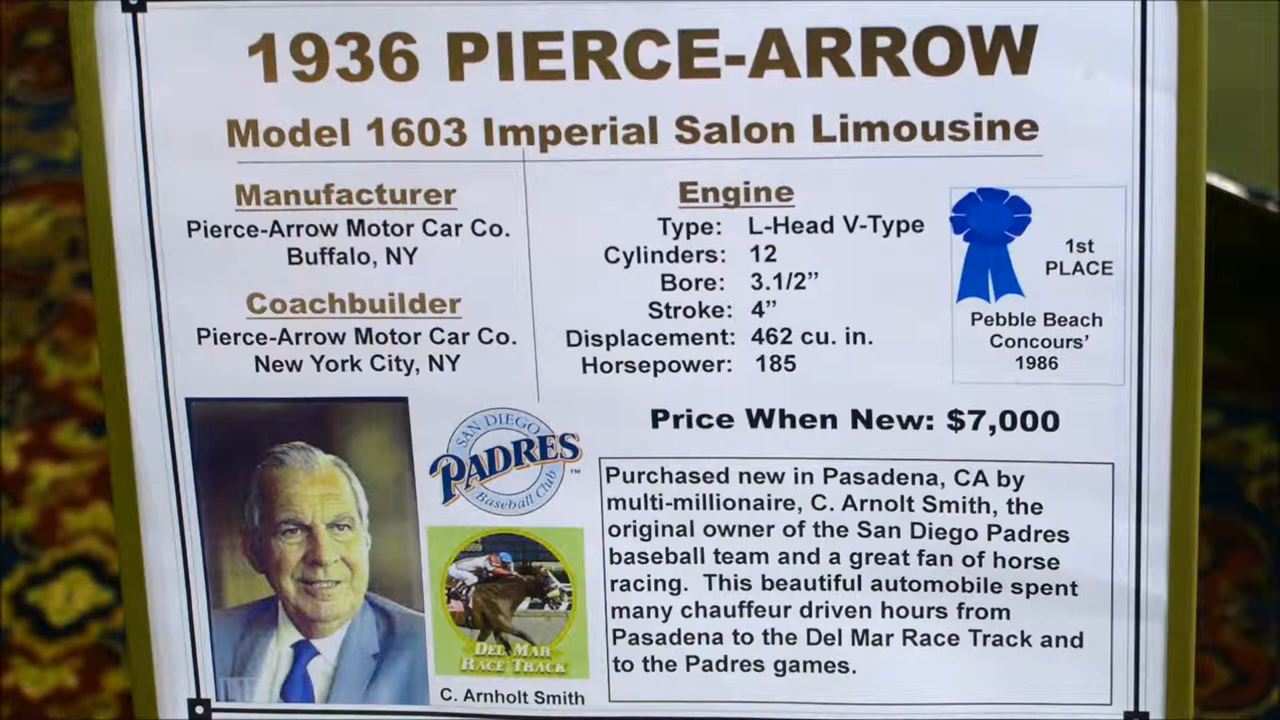 1936 PIERCE-ARROW
Model 1603 Imperial Salon Limousine
Manufacturer
Pierce-Arrow Motor Car Co.
Buffalo, NY
Coachbuilder
Pierce-Arrow Motor Car Co.
New York City, NY
Engine
Type: L-Head V-Type
Cylinders: 12
Bore: 3.1/2”
Stroke: 4”
Displacement: 462 cu. in.
Horsepower: 185
1st
PLACE
Pebble Beach
Concours’
1986
SAN DIEGO
PADRES
Baseball Club
TM
DEL MAR
RACE TRACK
C. Arnholt Smith
Price When New: $7,000
Purchased new in Pasadena, CA by
multi-millionaire, C. Arnolt Smith, the
original owner of the San Diego Padres
baseball team and a great fan of horse
racing. This beautiful automobile spent
many chauffeur driven hours from
Pasadena to the Del Mar Race Track and
to the Padres games.